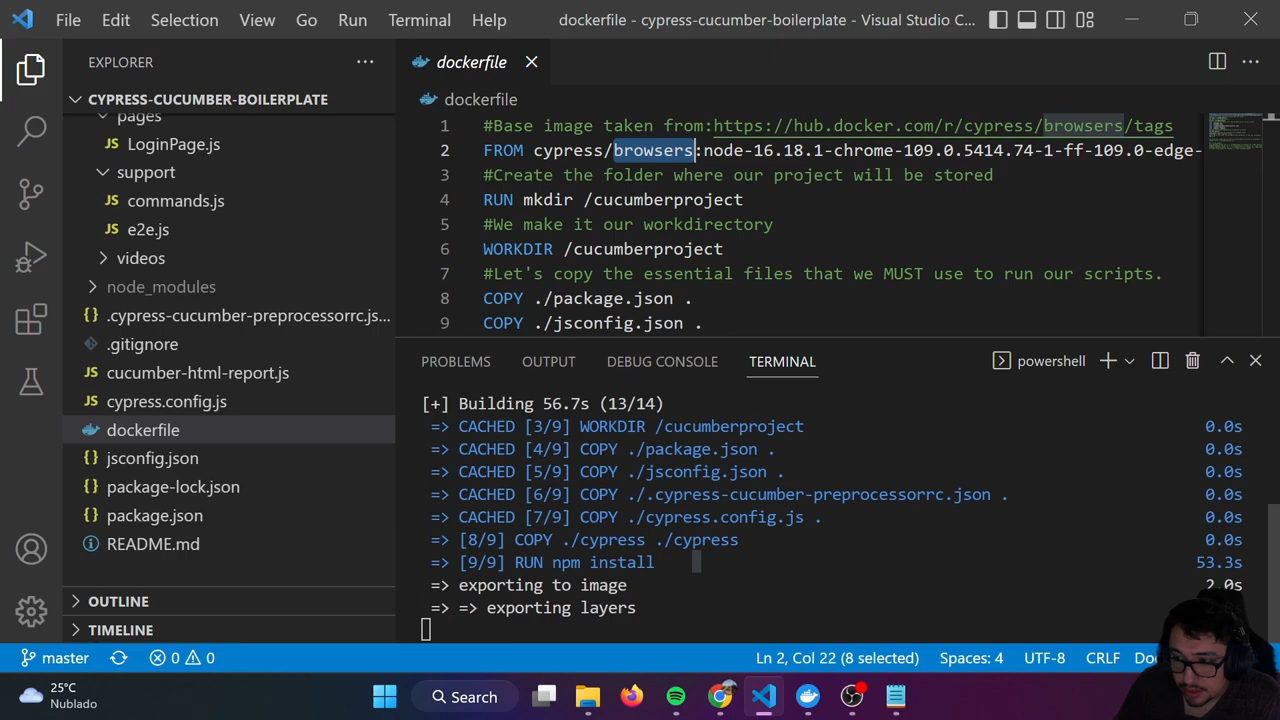 File Edit Selection View Go Run Terminal Help dockerfile - cypress-cucumber-boilerplate - Visual Studio C...
EXPLORER
CYPRESS-CUCUMBER-BOILERPLATE
pages
JS LoginPage.js
support
JS commands.js
JS e2e.js
videos
node_modules
{} .cypress-cucumber-preprocessorrc.js...
.gitignore
JS cucumber-html-report.js
JS cypress.config.js
dockerfile
{} jsconfig.json
{} package-lock.json
{} package.json
README.md
OUTLINE
TIMELINE
dockerfile
dockerfile
1 #Base image taken from:https://hub.docker.com/r/cypress/browsers/tags
2 FROM cypress/browsers:node-16.18.1-chrome-109.0.5414.74-1-ff-109.0-edge-
3 #Create the folder where our project will be stored
4 RUN mkdir /cucumberproject
5 #We make it our workdirectory
6 WORKDIR /cucumberproject
7 #Let's copy the essential files that we MUST use to run our scripts.
8 COPY ./package.json .
9 COPY ./jsconfig.json .
PROBLEMS OUTPUT DEBUG CONSOLE TERMINAL powershell
[+] Building 56.7s (13/14)
=> CACHED [3/9] WORKDIR /cucumberproject 0.0s
=> CACHED [4/9] COPY ./package.json . 0.0s
=> CACHED [5/9] COPY ./jsconfig.json . 0.0s
=> CACHED [6/9] COPY ./.cypress-cucumber-preprocessorrc.json . 0.0s
=> CACHED [7/9] COPY ./cypress.config.js . 0.0s
=> [8/9] COPY ./cypress ./cypress 0.0s
=> [9/9] RUN npm install 53.3s
=> exporting to image 2.0s
=> => exporting layers
master 0 0 Ln 2, Col 22 (8 selected) Spaces: 4 UTF-8 CRLF
25°C
Nublado
Search